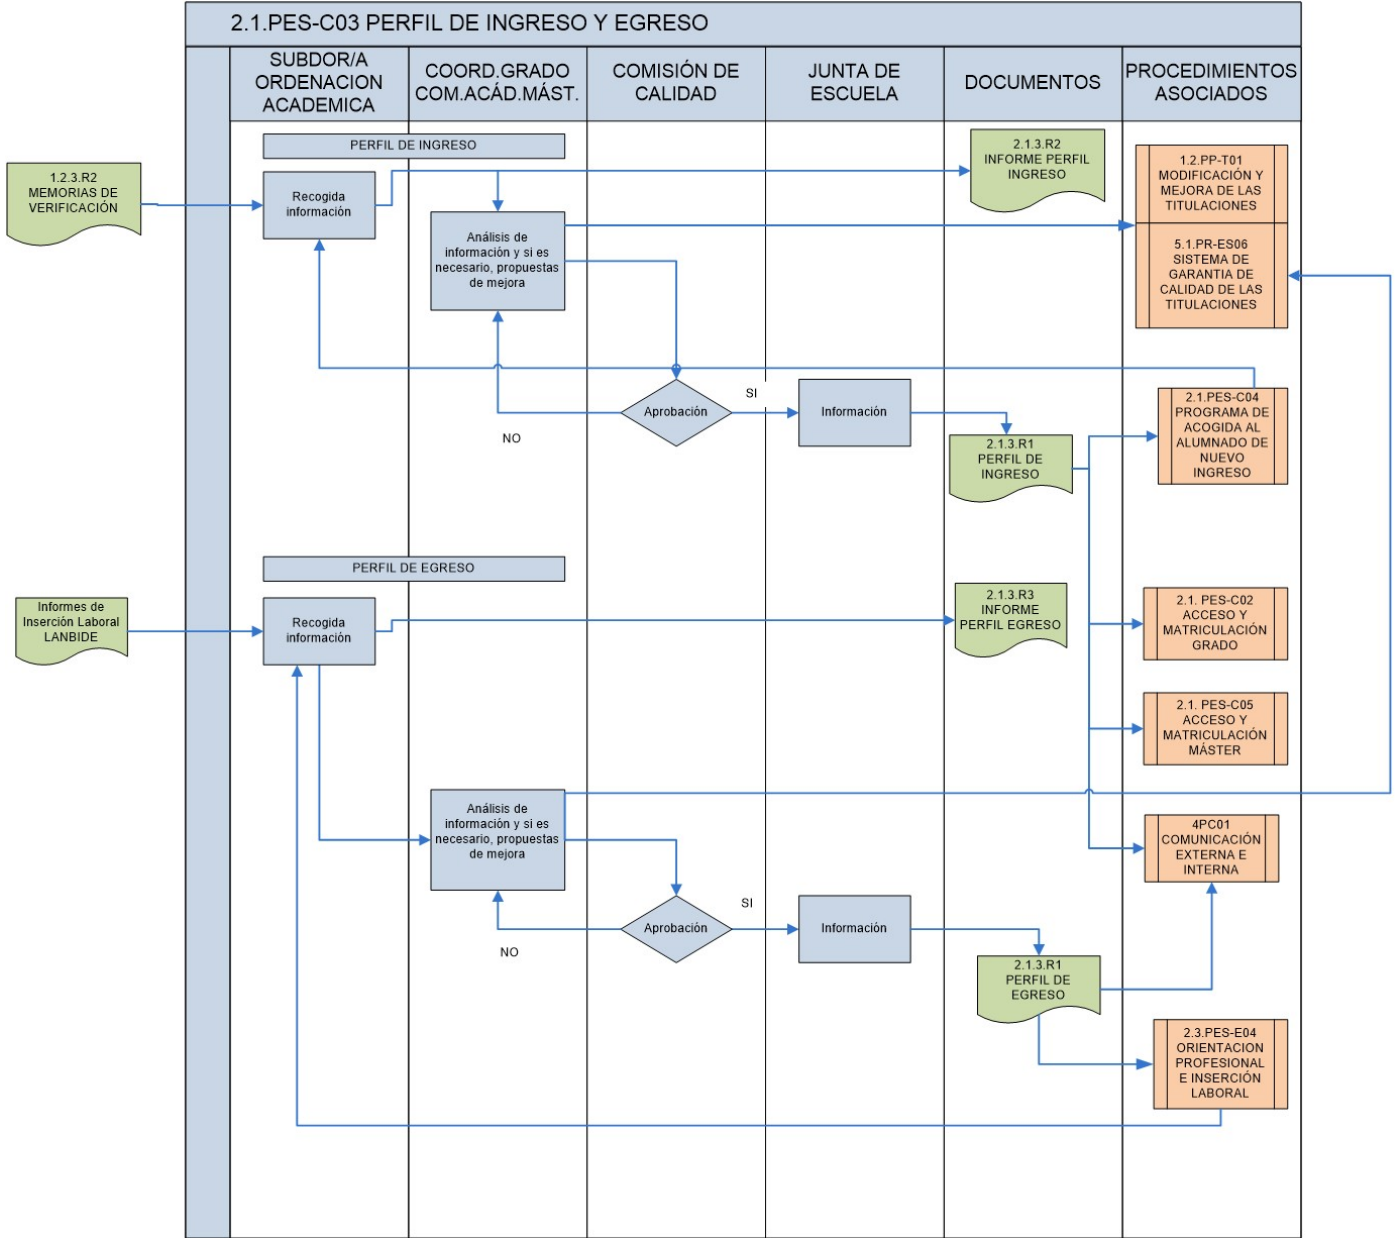 2.1.PES-C03 PERFIL DE INGRESO Y EGRESO
SUBDOR/A
ORDENACION
ACADEMICA
COORD.GRADO
COM.ACÁD.MÁST.
COMISIÓN DE
CALIDAD
JUNTA DE
ESCUELA
DOCUMENTOS
PROCEDIMIENTOS
ASOCIADOS
PERFIL DE INGRESO
1.2.3.R2
MEMORIAS DE
VERIFICACIÓN
Recogida
información
2.1.3.R2
INFORME PERFIL
INGRESO
1.2.PP-T01
MODIFICACIÓN Y
MEJORA DE LAS
TITULACIONES
Análisis de
información y si es
necesario, propuestas
de mejora
5.1.PR-ES06
SISTEMA DE
GARANTIA DE
CALIDAD DE LAS
TITULACIONES
Aprobación
SI
NO
Información
2.1.3.R1
PERFIL DE
INGRESO
2.1.PES-C04
PROGRAMA DE
ACOGIDA AL
ALUMNADO DE
NUEVO
INGRESO
PERFIL DE EGRESO
Informes de
Inserción Laboral
LANBIDE
Recogida
información
2.1.3.R3
INFORME
PERFIL EGRESO
2.1. PES-C02
ACCESO Y
MATRICULACIÓN
GRADO
2.1. PES-C05
ACCESO Y
MATRICULACIÓN
MÁSTER
Análisis de
información y si es
necesario, propuestas
de mejora
4PC01
COMUNICACIÓN
EXTERNA E
INTERNA
Aprobación
SI
NO
Información
2.1.3.R1
PERFIL DE
EGRESO
2.3.PES-E04
ORIENTACION
PROFESIONAL
E INSERCIÓN
LABORAL